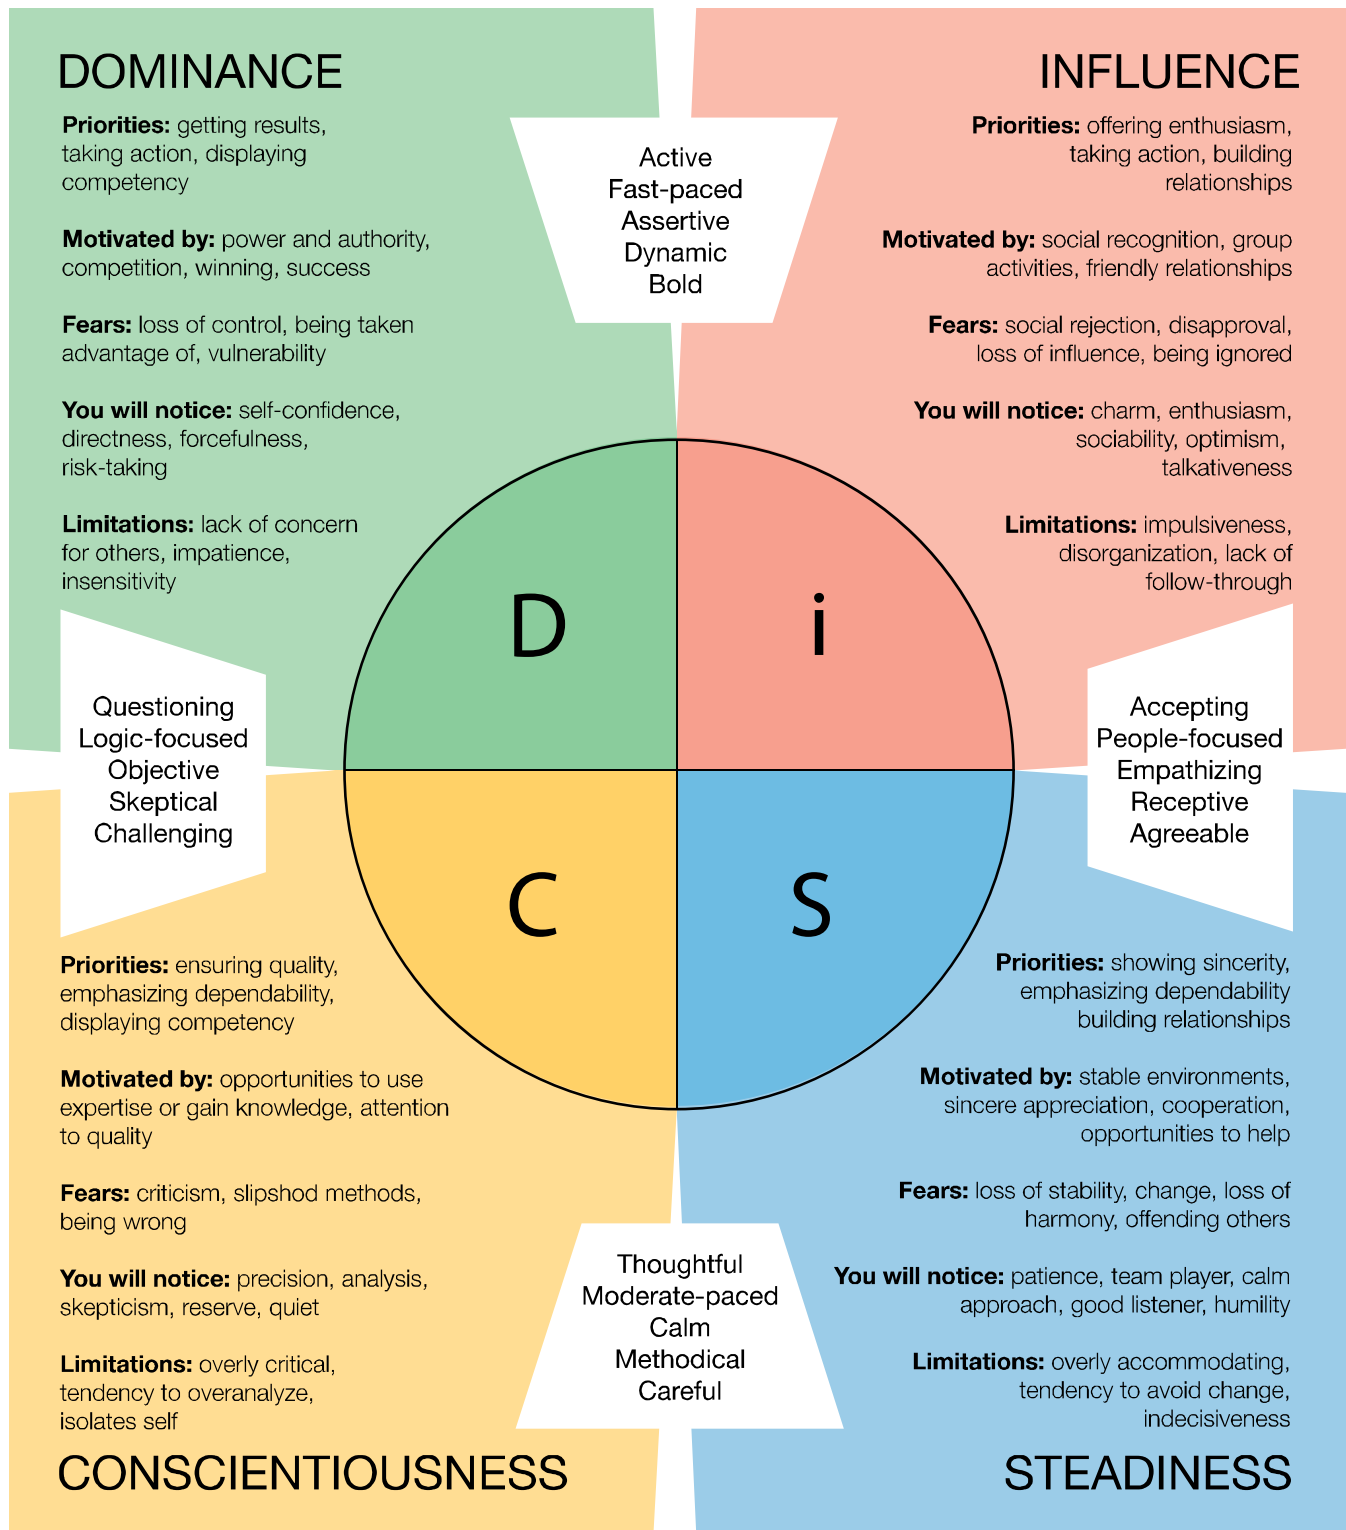 DOMINANCE
Priorities: getting results,
taking action, displaying
competency
Motivated by: power and authority,
competition, winning, success
Fears: loss of control, being taken
advantage of, vulnerability
You will notice: self-confidence,
directness, forcefulness,
risk-taking
Limitations: lack of concern
for others, impatience,
insensitivity
Active
Fast-paced
Assertive
Dynamic
Bold
INFLUENCE
Priorities: offering enthusiasm,
taking action, building
relationships
Motivated by: social recognition, group
activities, friendly relationships
Fears: social rejection, disapproval,
loss of influence, being ignored
You will notice: charm, enthusiasm,
sociability, optimism,
talkativeness
Limitations: impulsiveness,
disorganization, lack of
follow-through
D
i
Questioning
Logic-focused
Objective
Skeptical
Challenging
Accepting
People-focused
Empathizing
Receptive
Agreeable
C
S
Priorities: ensuring quality,
emphasizing dependability,
displaying competency
Motivated by: opportunities to use
expertise or gain knowledge, attention
to quality
Fears: criticism, slipshod methods,
being wrong
You will notice: precision, analysis,
skepticism, reserve, quiet
Limitations: overly critical,
tendency to overanalyze,
isolates self
CONSCIENTIOUSNESS
Thoughtful
Moderate-paced
Calm
Methodical
Careful
Priorities: showing sincerity,
emphasizing dependability
building relationships
Motivated by: stable environments,
sincere appreciation, cooperation,
opportunities to help
Fears: loss of stability, change, loss of
harmony, offending others
You will notice: patience, team player, calm
approach, good listener, humility
Limitations: overly accommodating,
tendency to avoid change,
indecisiveness
STEADINESS